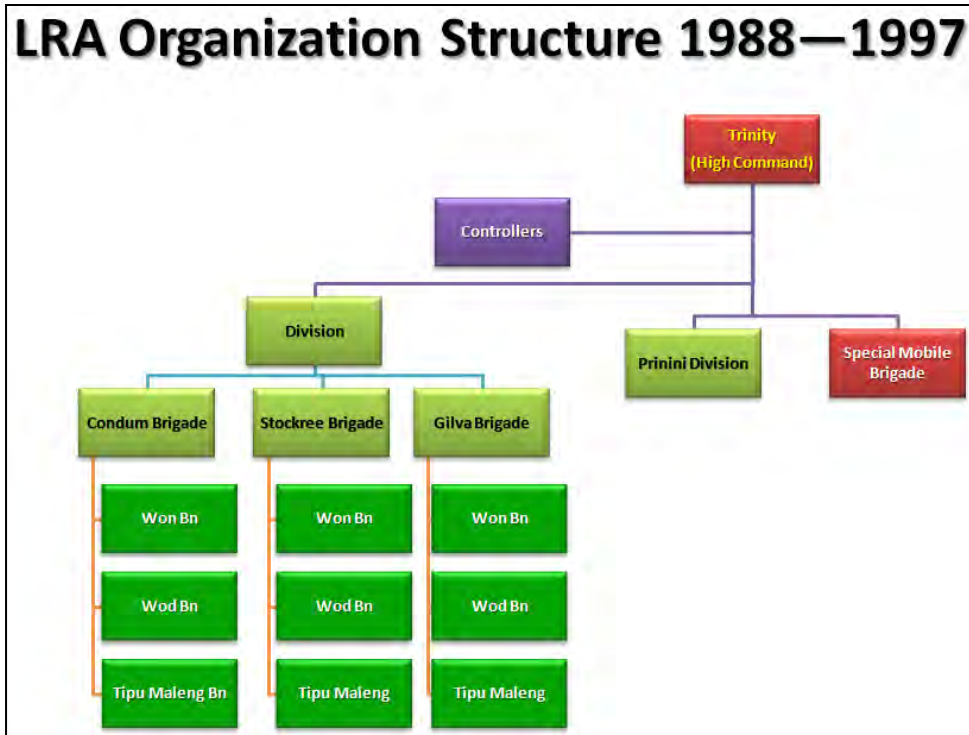 LRA Organization Structure 1988—1997
Trinity
(High Command)
Controllers
Division
Prinini Division
Special Mobile
Brigade
Condum Brigade
Stockree Brigade
Gilva Brigade
Won Bn
Won Bn
Won Bn
Wod Bn
Wod Bn
Wod Bn
Tipu Maleng Bn
Tipu Maleng
Tipu Maleng